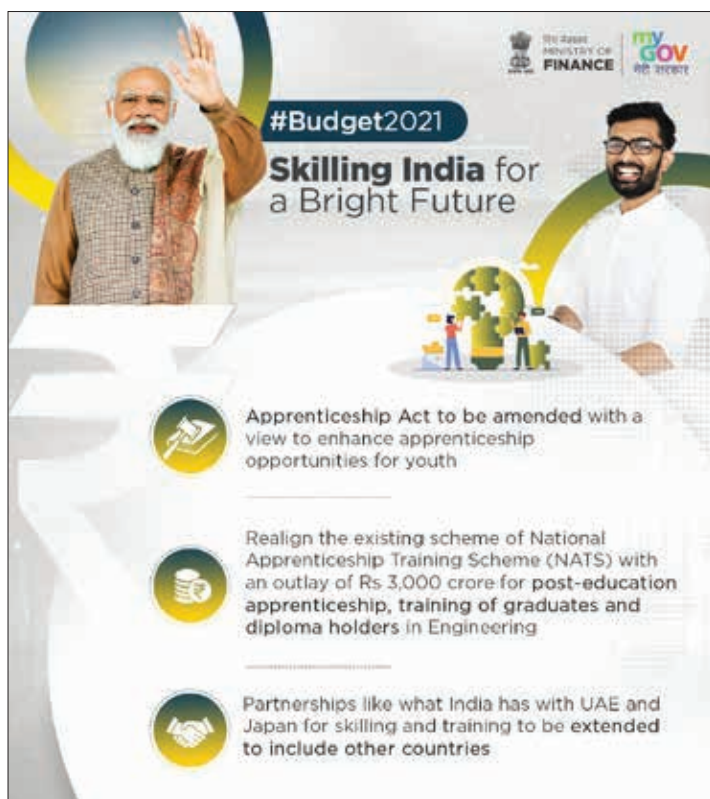 MINISTRY OF
FINANCE
my
GOV
मेरी सरकार
#Budget2021
Skilling India for
a Bright Future
Apprenticeship Act to be amended with a
view to enhance apprenticeship
opportunities for youth
Realign the existing scheme of National
Apprenticeship Training Scheme (NATS) with
an outlay of Rs 3,000 crore for post-education
apprenticeship, training of graduates and
diploma holders in Engineering
Partnerships like what India has with UAE and
Japan for skilling and training to be extended
to include other countries